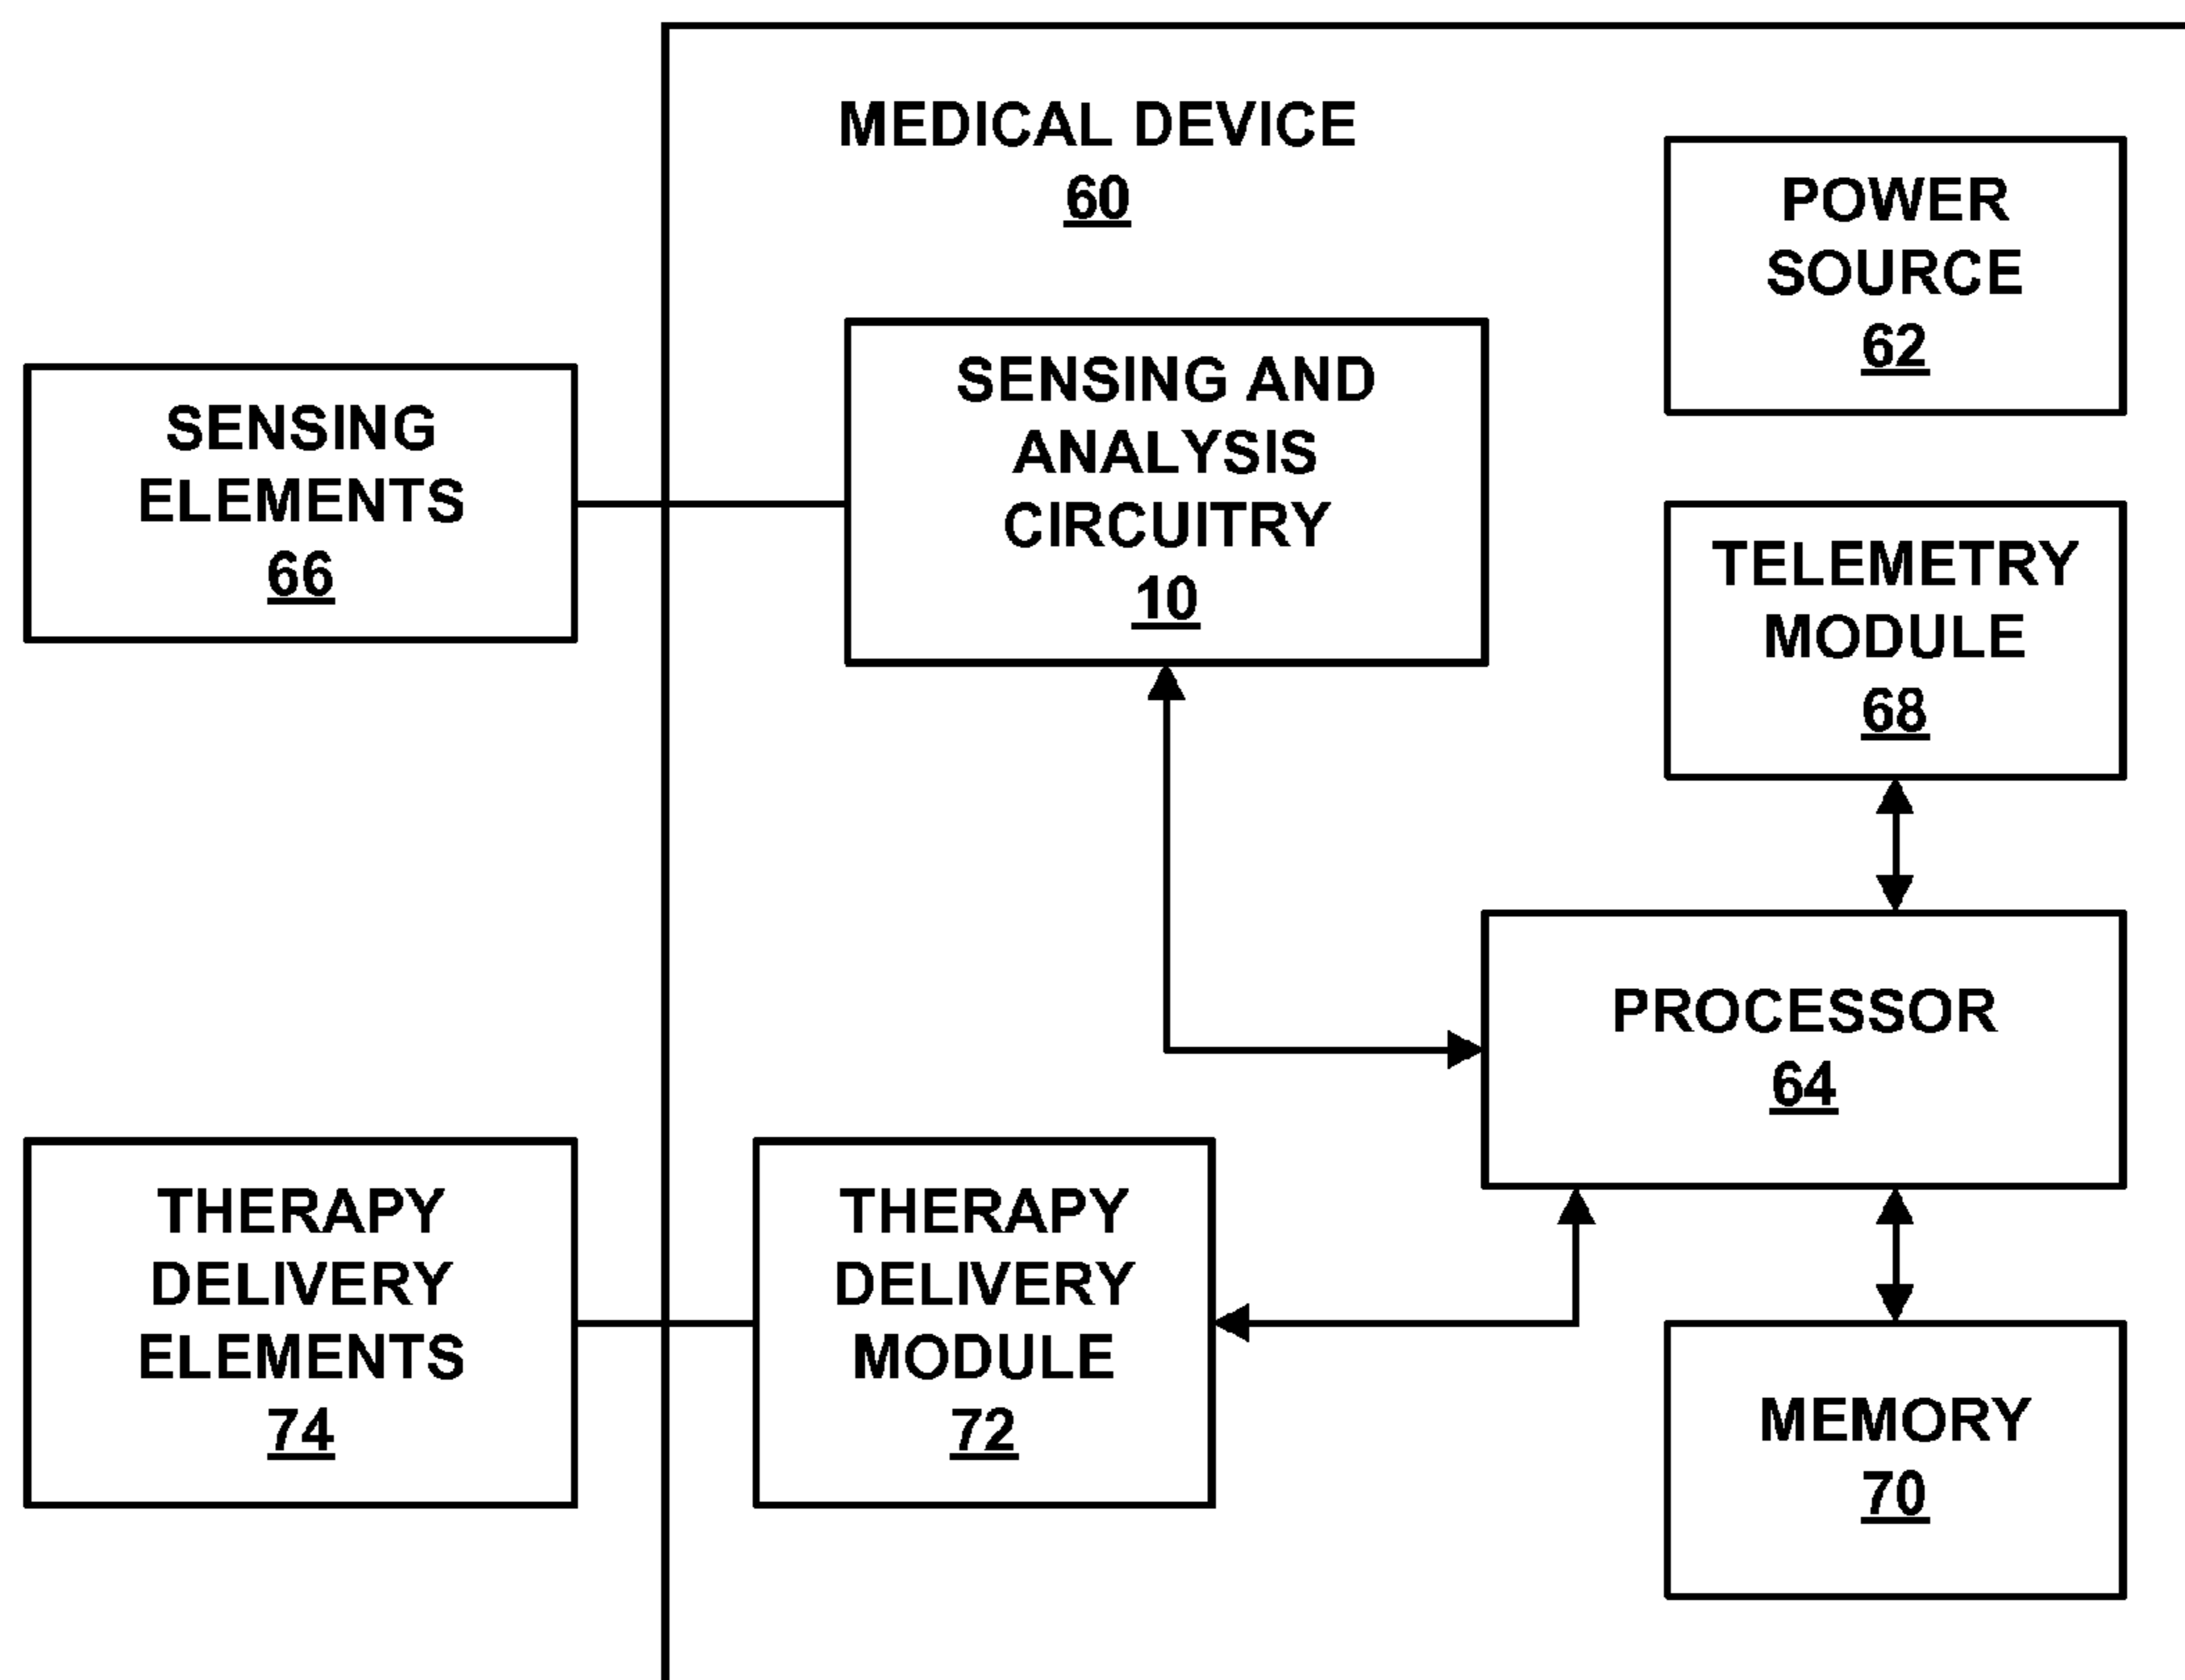 MEDICAL DEVICE
60
POWER
SOURCE
62
SENSING AND
ANALYSIS
CIRCUITRY
10
SENSING
ELEMENTS
66
TELEMETRY
MODULE
68
PROCESSOR
64
THERAPY
DELIVERY
ELEMENTS
74
THERAPY
DELIVERY
MODULE
72
MEMORY
70